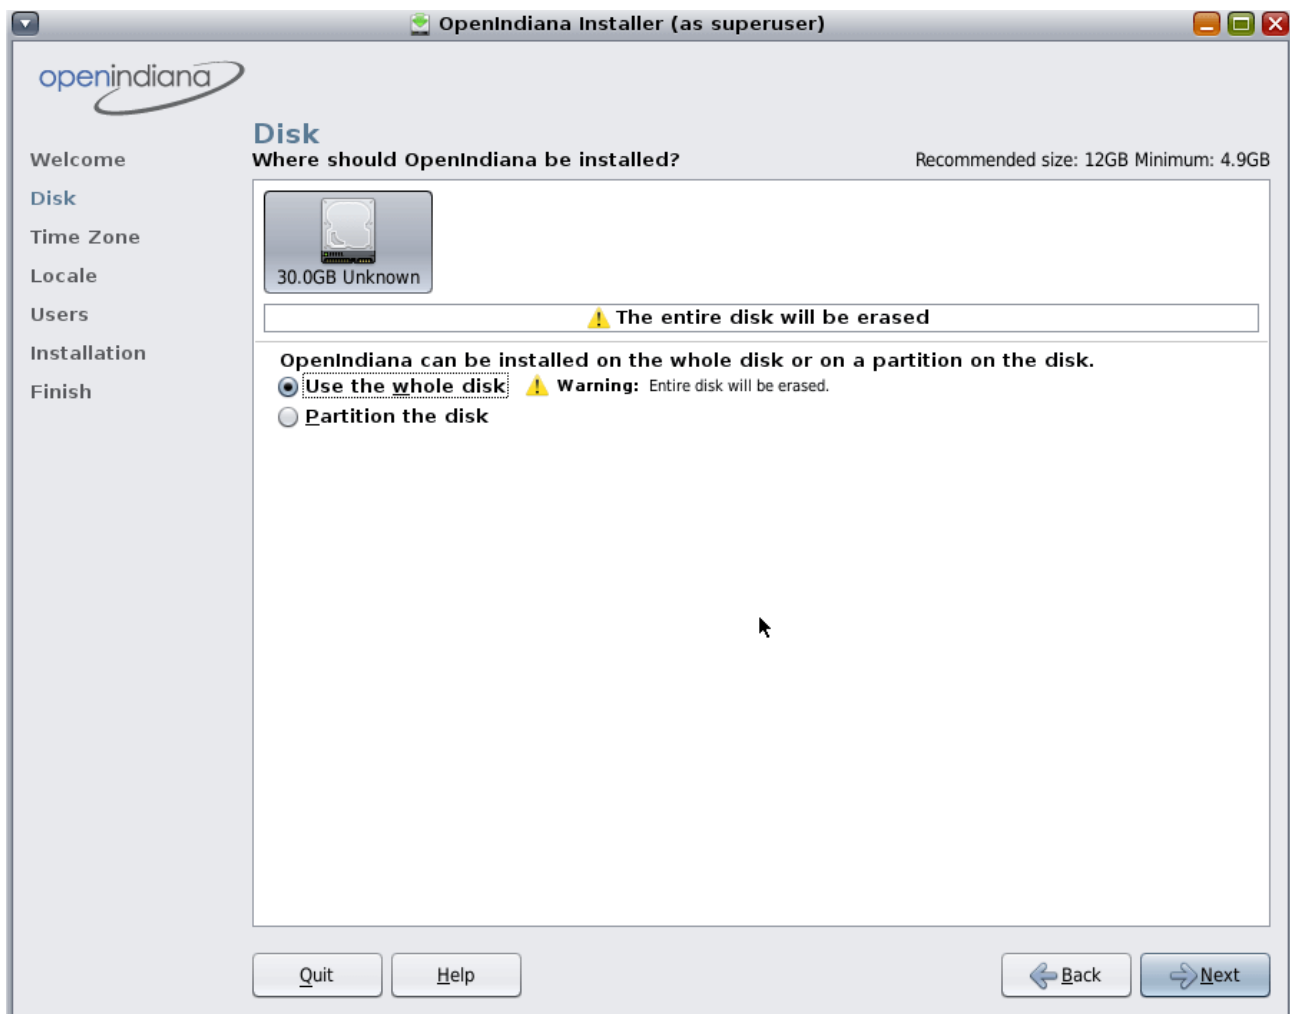 OpenIndiana Installer (as superuser)
openindiana
Disk
Where should OpenIndiana be installed?
Recommended size: 12GB Minimum: 4.9GB
Welcome
Disk
Time Zone
Locale
Users
Installation
Finish
30.0GB Unknown
The entire disk will be erased
OpenIndiana can be installed on the whole disk or on a partition on the disk.
Use the whole disk Warning: Entire disk will be erased.
Partition the disk
Quit Help Back Next